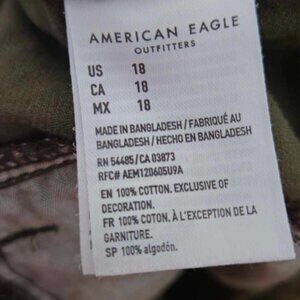 AMERICAN EAGLE
OUTFITTERS
US 18
CA 18
MX 18
MADE IN BANGLADESH / FABRIQUÉ AU
BANGLADESH / HECHO EN BANGLADESH
RN 54485 / CA 03873
RFC# AEM120605U9A
EN 100% COTTON. EXCLUSIVE OF
DECORATION.
FR 100% COTON. À L'EXCEPTION DE LA
GARNITURE.
SP 100% algodón.